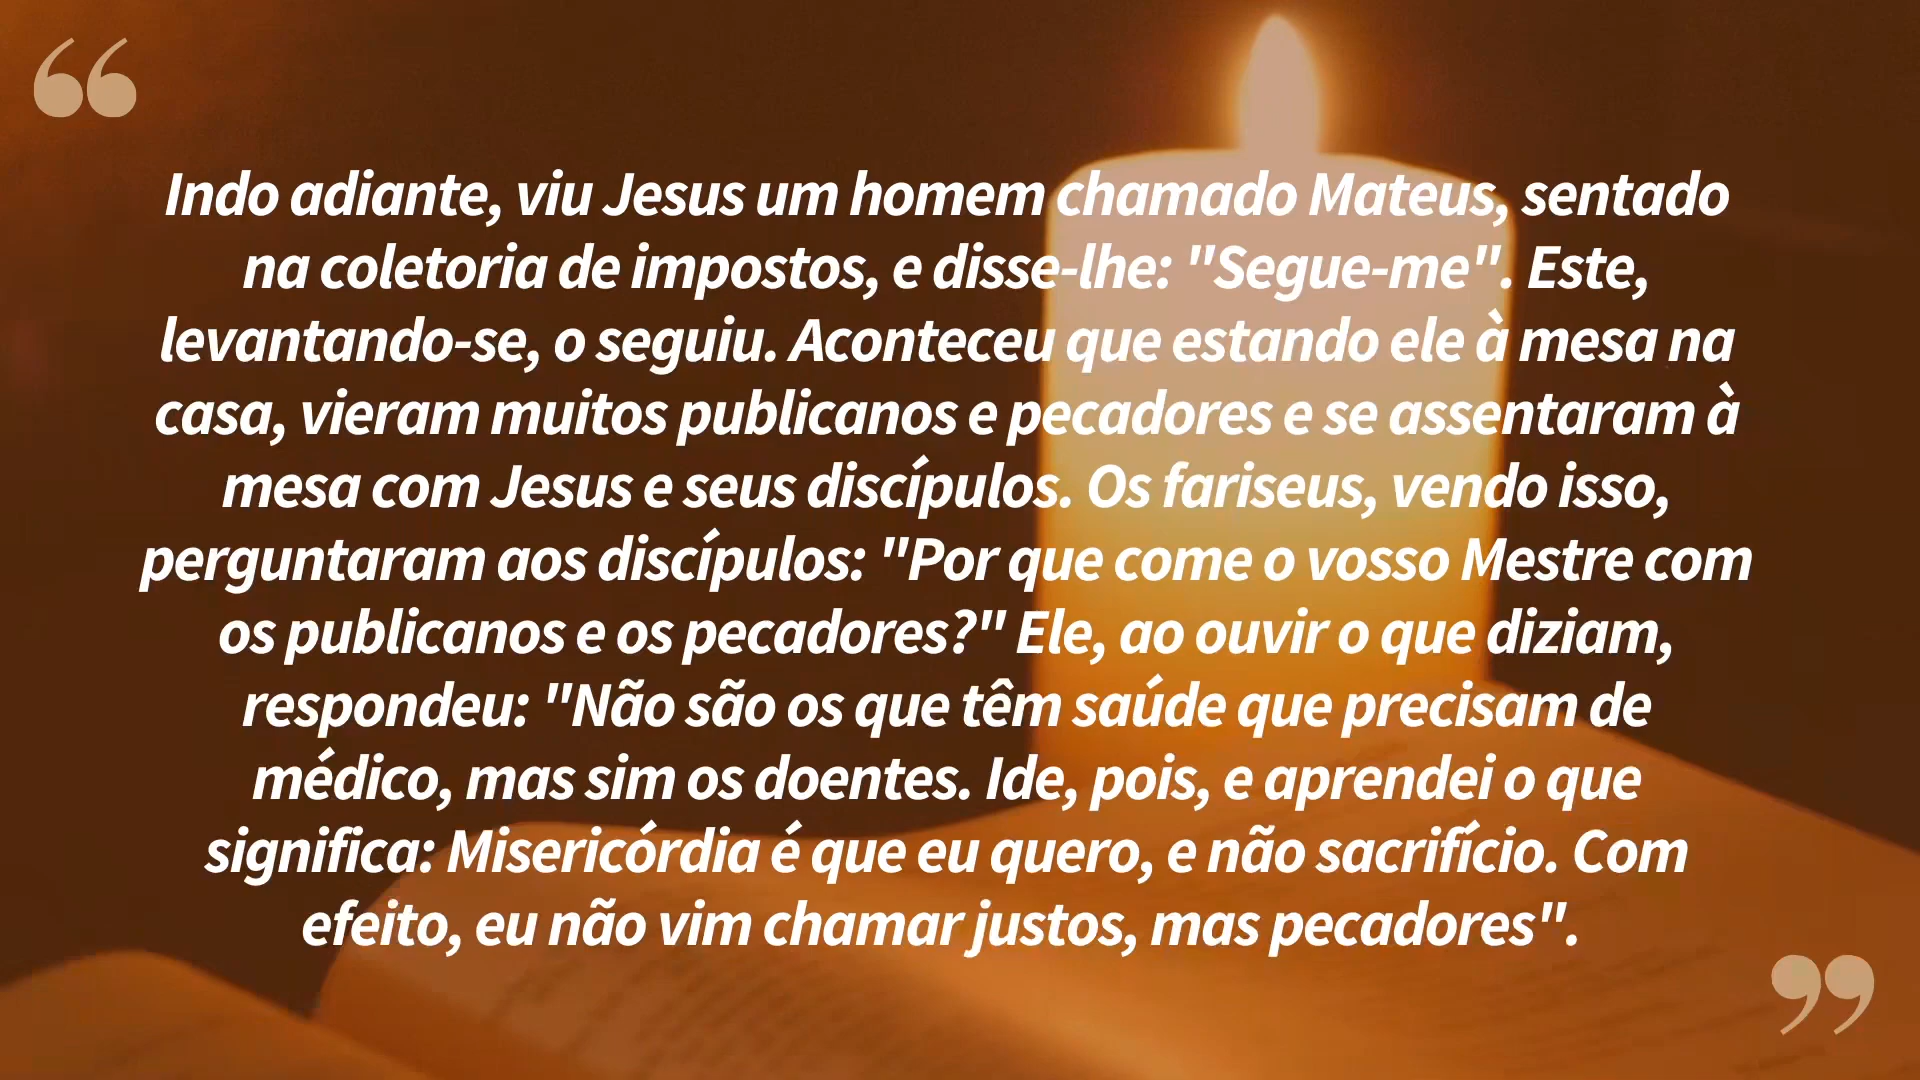 “
Indo adiante, viu Jesus um homem chamado Mateus, sentado
na coletoria de impostos, e disse-lhe: "Segue-me". Este,
levantando-se, o seguiu. Aconteceu que estando ele à mesa na
casa, vieram muitos publicanos e pecadores e se assentaram à
mesa com Jesus e seus discípulos. Os fariseus, vendo isso,
perguntaram aos discípulos: "Por que come o vosso Mestre com
os publicanos e os pecadores?" Ele, ao ouvir o que diziam,
respondeu: "Não são os que têm saúde que precisam de
médico, mas sim os doentes. Ide, pois, e aprendei o que
significa: Misericórdia é que eu quero, e não sacrifício. Com
efeito, eu não vim chamar justos, mas pecadores".
”